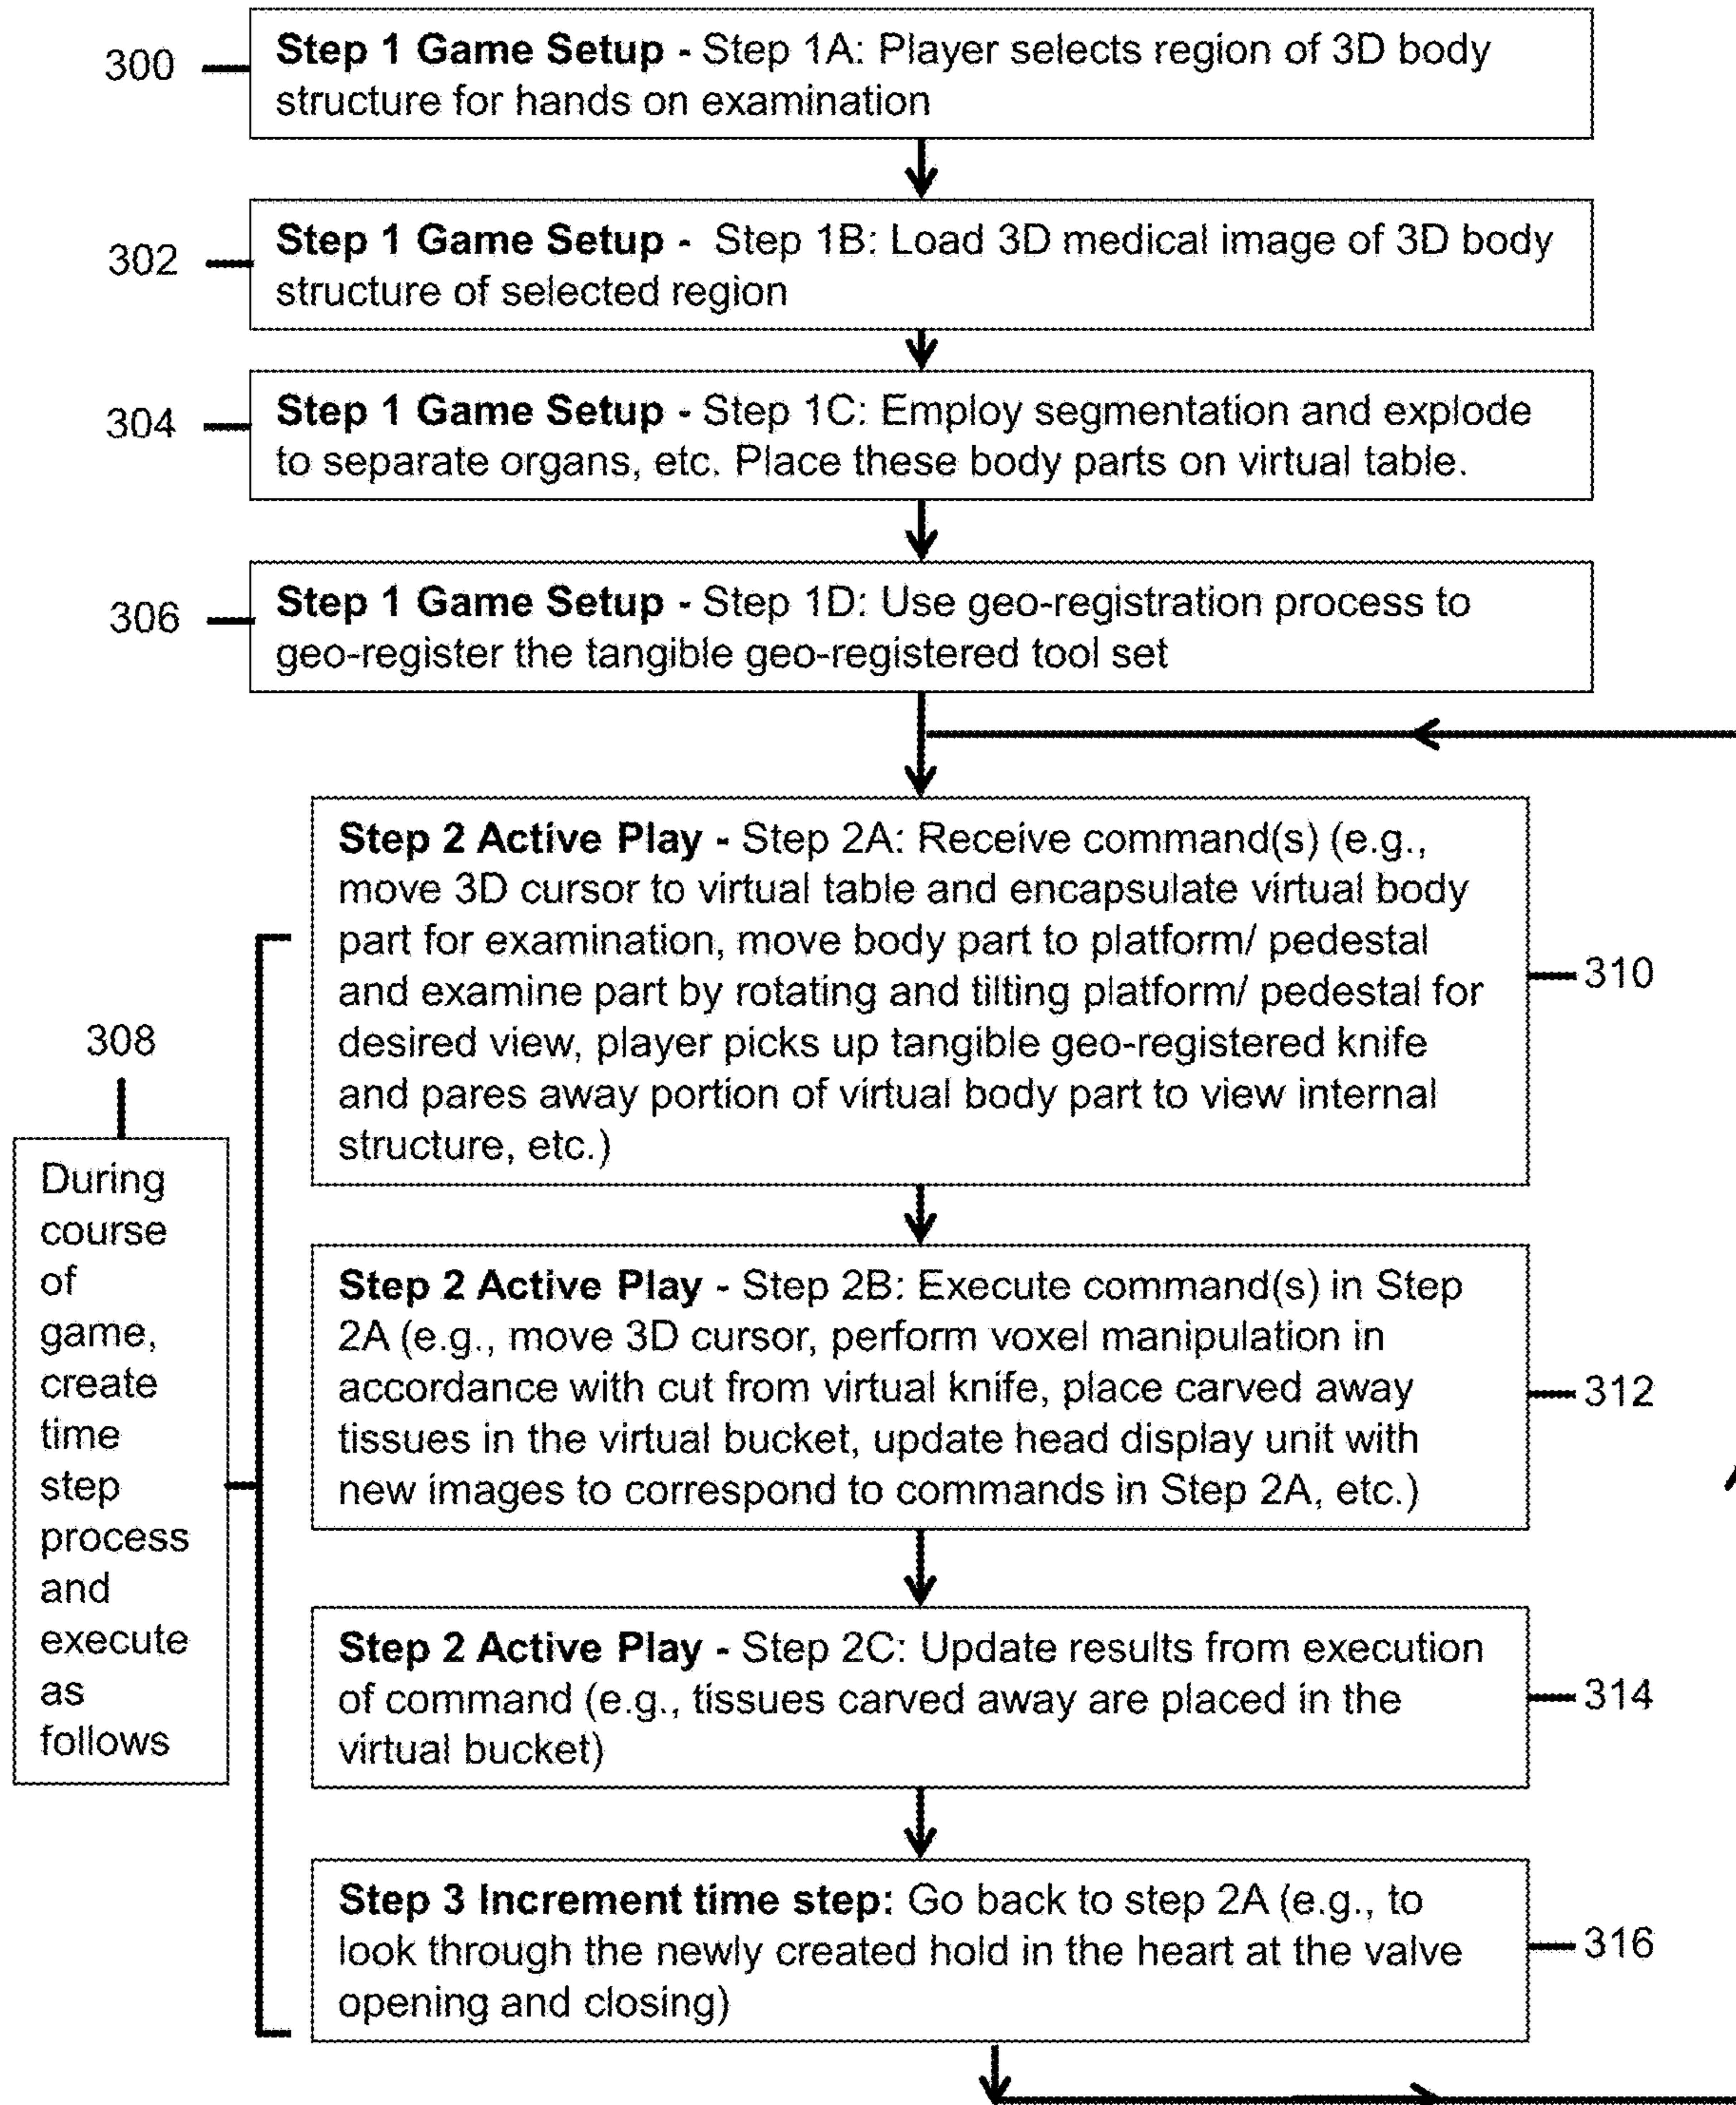 300
Step 1 Game Setup - Step 1A: Player selects region of 3D body
structure for hands on examination
302
Step 1 Game Setup - Step 1B: Load 3D medical image of 3D body
structure of selected region
304
Step 1 Game Setup - Step 1C: Employ segmentation and explode
to separate organs, etc. Place these body parts on virtual table.
306
Step 1 Game Setup - Step 1D: Use geo-registration process to
geo-register the tangible geo-registered tool set
308
During
course
of
game,
create
time
step
process
and
execute
as
follows
Step 2 Active Play - Step 2A: Receive command(s) (e.g.,
move 3D cursor to virtual table and encapsulate virtual body
part for examination, move body part to platform/ pedestal
and examine part by rotating and tilting platform/ pedestal for
desired view, player picks up tangible geo-registered knife
and pares away portion of virtual body part to view internal
structure, etc.)
310
Step 2 Active Play - Step 2B: Execute command(s) in Step
2A (e.g., move 3D cursor, perform voxel manipulation in
accordance with cut from virtual knife, place carved away
tissues in the virtual bucket, update head display unit with
new images to correspond to commands in Step 2A, etc.)
312
Step 2 Active Play - Step 2C: Update results from execution
of command (e.g., tissues carved away are placed in the
virtual bucket)
314
Step 3 Increment time step: Go back to step 2A (e.g., to
look through the newly created hold in the heart at the valve
opening and closing)
316